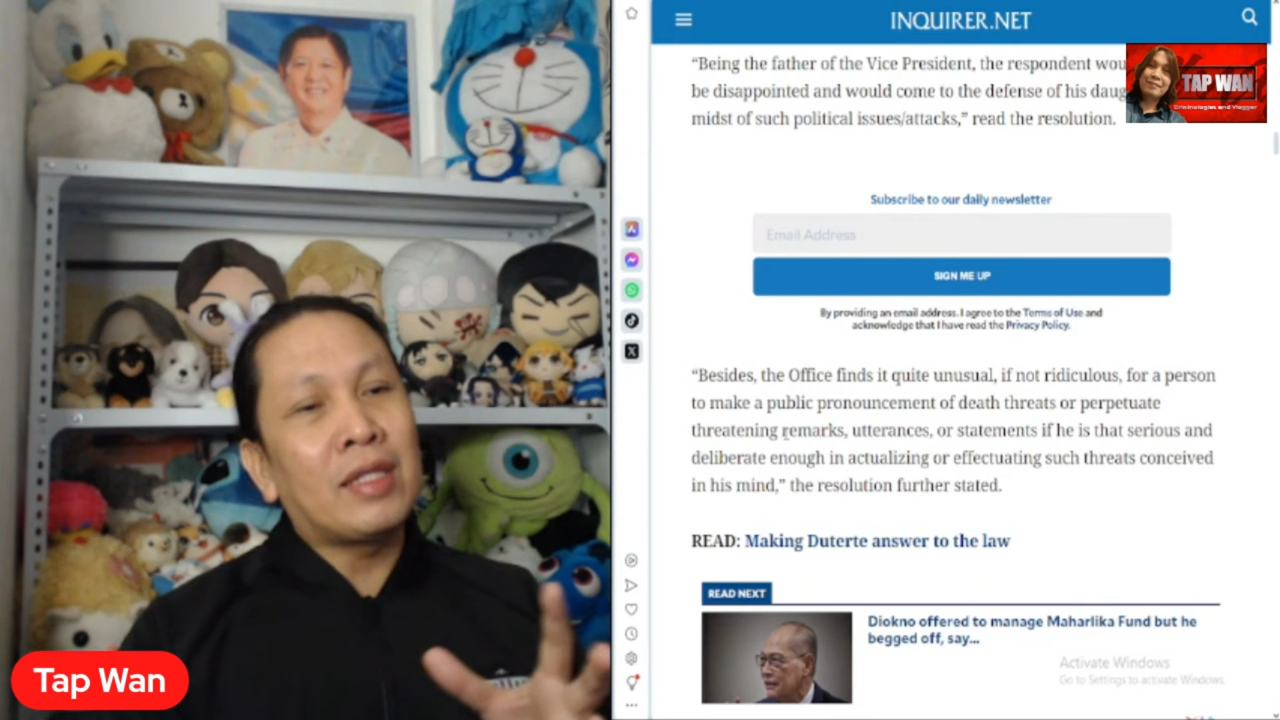 INQUIRER.NET
“Being the father of the Vice President, the respondent
be disappointed and would come to the defense of his
midst of such political issues/attacks,” read the resolution.
TAP WAN
Criminologist and Vlogger
Subscribe to our daily newsletter
Email Address
SIGN ME UP
By providing an email address. I agree to the Terms of Use and
acknowledge that I have read the Privacy Policy.
“Besides, the Office finds it quite unusual, if not ridiculous, for a person
to make a public pronouncement of death threats or perpetuate
threatening remarks, utterances, or statements if he is that serious and
deliberate enough in actualizing or effectuating such threats conceived
in his mind,” the resolution further stated.
READ: Making Duterte answer to the law
READ NEXT
Diokno offered to manage Maharlika Fund but he
begged off, say...
Activate Windows
Go to Settings to activate Windows.
Tap Wan